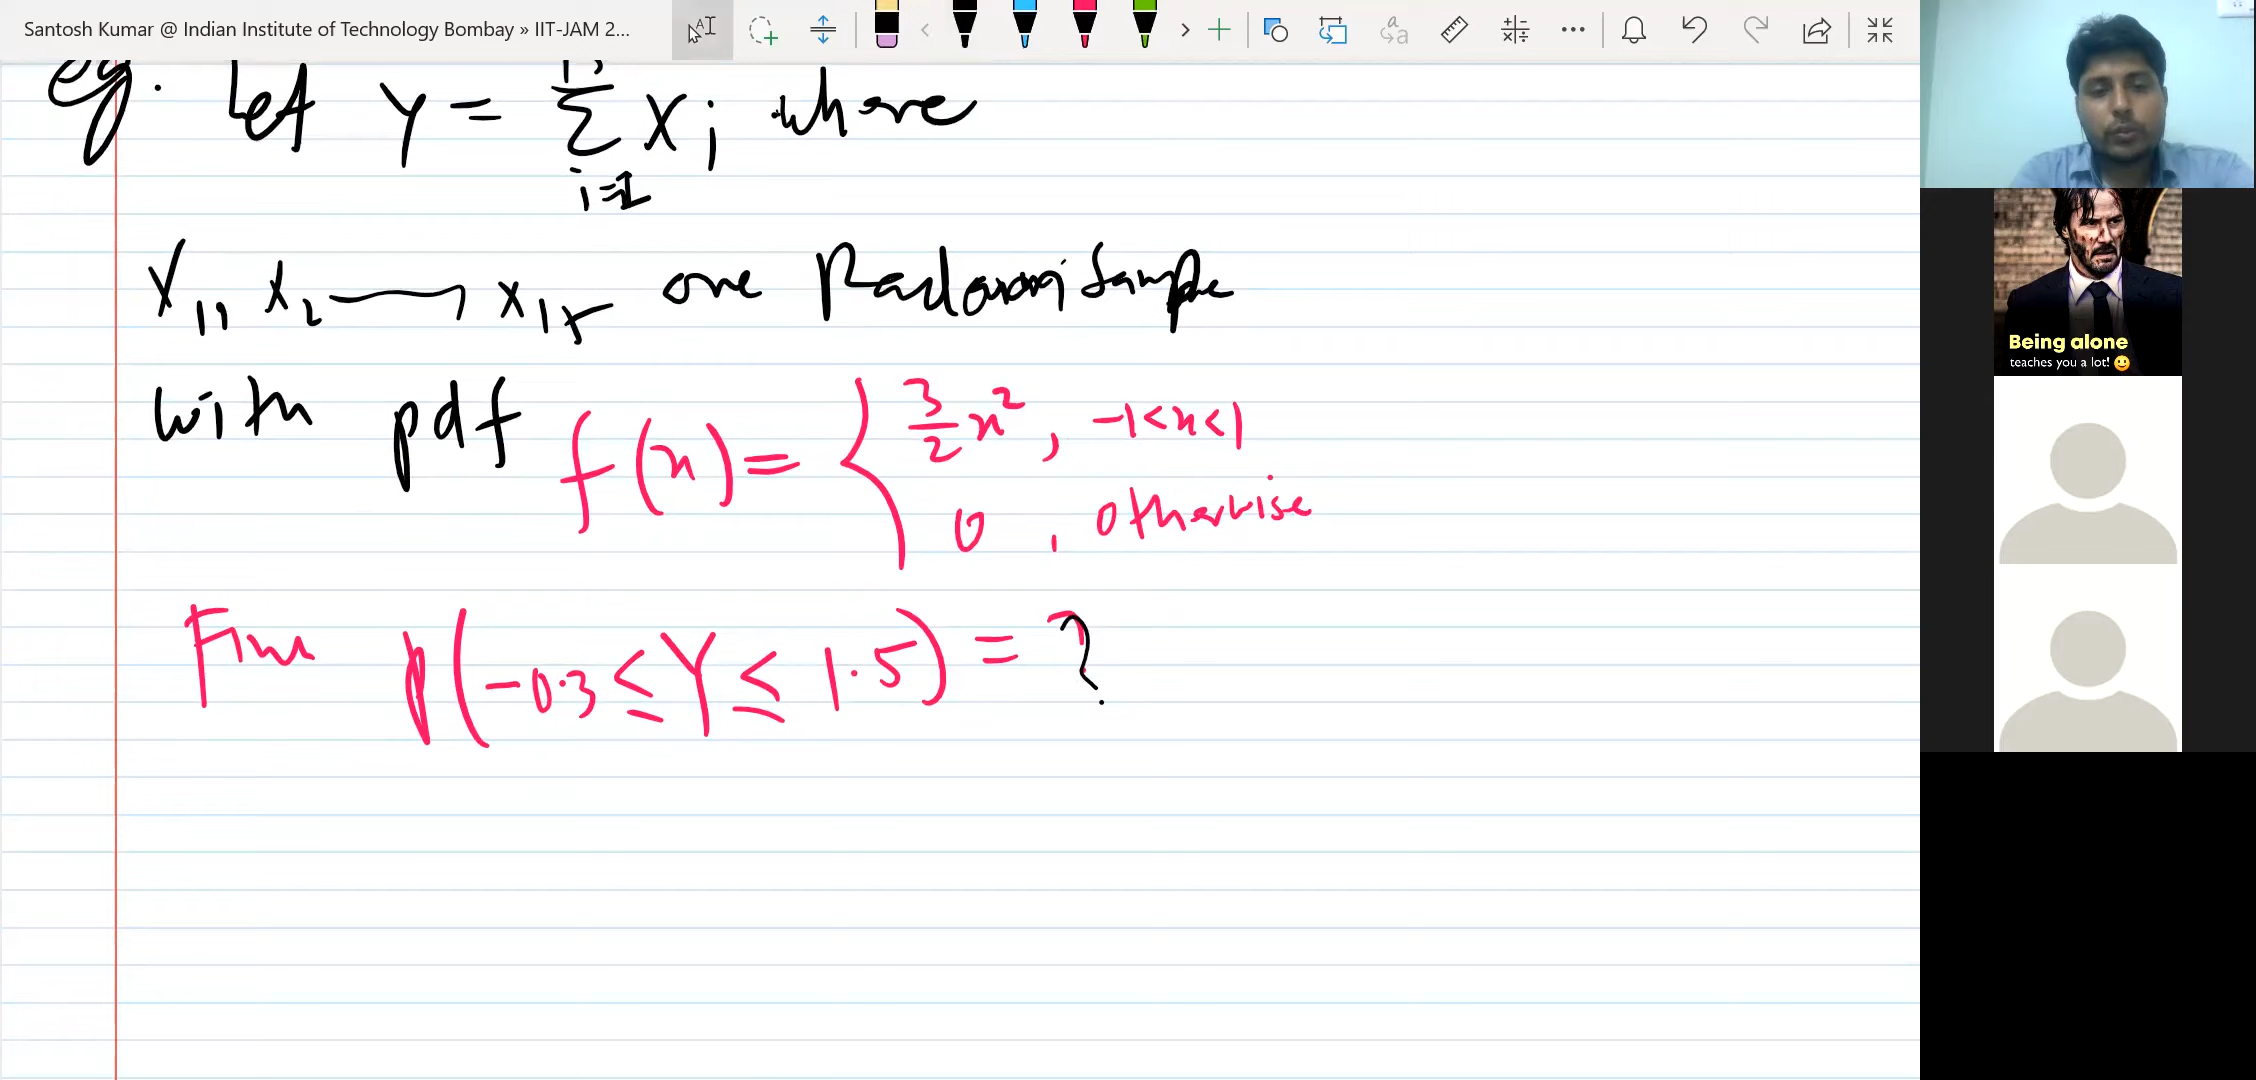 Santosh Kumar @ Indian Institute of Technology Bombay » IIT-JAM 2...
eg. Let Y = Σ Xi where
i=1
X1, X2 X15 are Random Sample
with pdf f(x) = { 3/2 x², -1<x<1
0 , otherwise
Find P(-0.3 ≤ Y ≤ 1.5) = ?
Being alone
teaches you a lot! 🙂